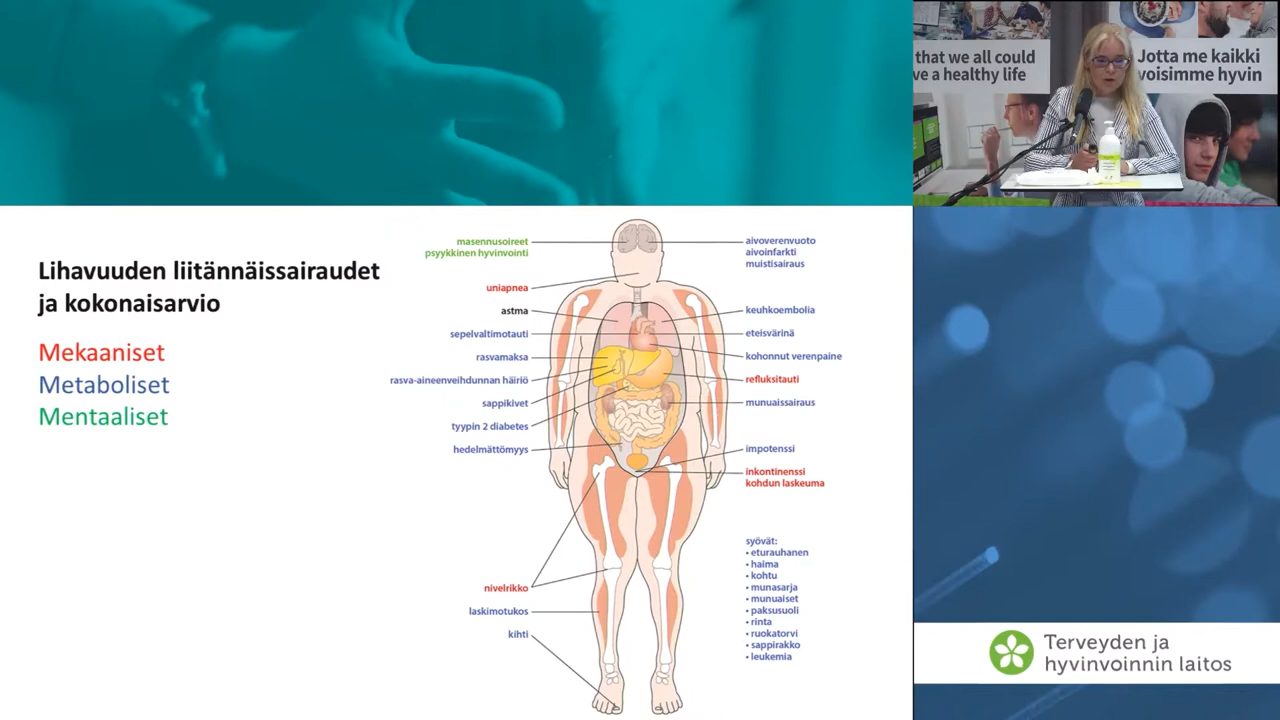 that we all could
ve a healthy life
Jotta me kaikki
voisimme hyvin
Lihavuuden liitännäissairaudet
ja kokonaisarvio
Mekaaniset
Metaboliset
Mentaaliset
masennusoireet
psyykkinen hyvinvointi
uniapnea
astma
sepelvaltimotauti
rasvamaksa
rasva-aineenveihdunnan häiriö
sappikivet
tyypin 2 diabetes
hedelmättömyys
nivelrikko
laskimotukos
kihti
aivoverenvuoto
aivoinfarkti
muistisairaus
keuhkoembolia
eteisvärinä
kohonnut verenpaine
refluksitauti
munuaissairaus
impotenssi
inkontinenssi
kohdun laskeuma
syövät:
• eturauhanen
• haima
• kohtu
• munasarja
• munuaiset
• paksusuoli
• rinta
• ruokatorvi
• sappirakko
• leukemia
Terveyden ja
hyvinvoinnin laitos